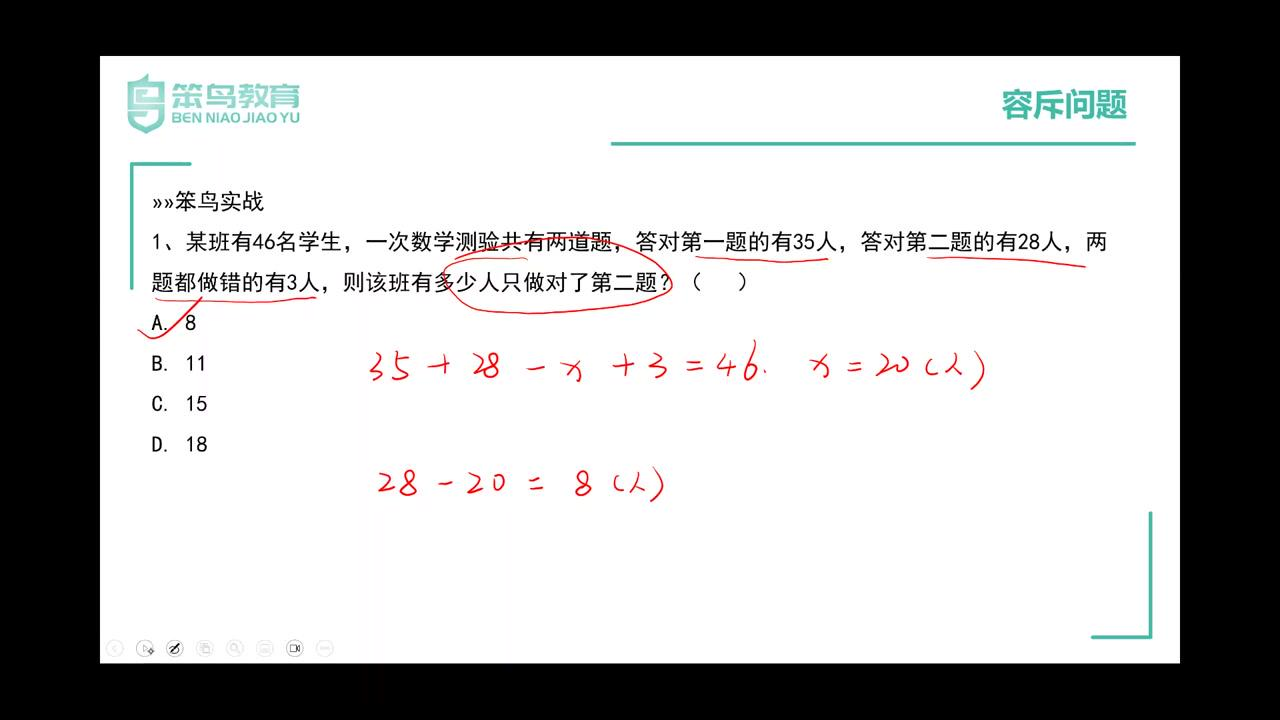 笨鸟教育
BEN NIAO JIAO YU
容斥问题
»»笨鸟实战
1、某班有46名学生，一次数学测验共有两道题，答对第一题的有35人，答对第二题的有28人，两
题都做错的有3人，则该班有多少人只做对了第二题？（ ）
A. 8
B. 11
C. 15
D. 18
35 + 28 - x + 3 = 46. x = 20 (人)
28 - 20 = 8 (人)